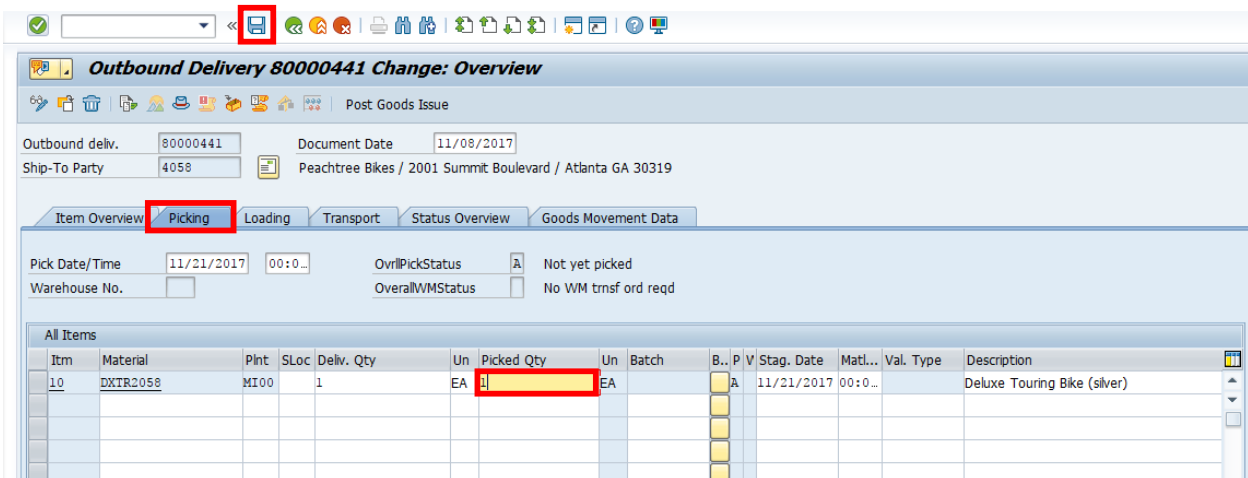 Outbound Delivery 80000441 Change: Overview
Post Goods Issue
Outbound deliv. 80000441 Document Date 11/08/2017
Ship-To Party 4058 Peachtree Bikes / 2001 Summit Boulevard / Atlanta GA 30319
Item Overview Picking Loading Transport Status Overview Goods Movement Data
Pick Date/Time 11/21/2017 00:0… OvrllPickStatus A Not yet picked
Warehouse No. OverallWMStatus No WM trnsf ord reqd
All Items
Itm Material Plnt SLoc Deliv. Qty Un Picked Qty Un Batch B.. P V Stag. Date Matl... Val. Type Description
10 DXTR2058 MI00 1 EA 1 EA A 11/21/2017 00:0… Deluxe Touring Bike (silver)